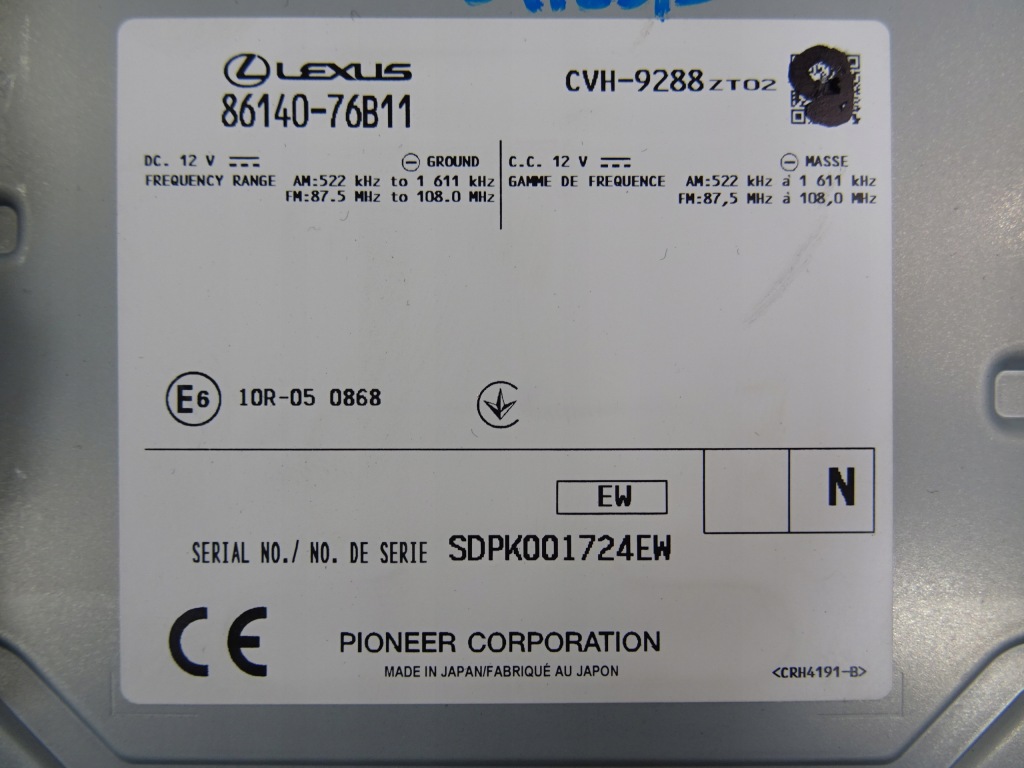 LEXUS
86140-76B11
CVH-9288ZT02
DC. 12 V GROUND
FREQUENCY RANGE AM:522 kHz to 1 611 kHz
FM:87.5 MHz to 108.0 MHz
C.C. 12 V MASSE
GAMME DE FREQUENCE AM:522 kHz à 1 611 kHz
FM:87,5 MHz à 108,0 MHz
E6 10R-05 0868
N
EW
SERIAL NO./ NO. DE SERIE SDPK001724EW
CE
PIONEER CORPORATION
MADE IN JAPAN/FABRIQUÉ AU JAPON
<CRH4191-B>